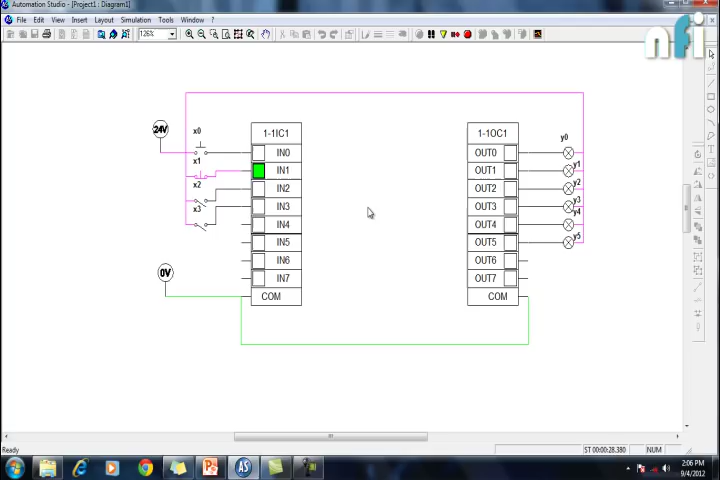 Automation Studio - [Project1 : Diagram1]
File Edit View Insert Layout Simulation Tools Window ?
126%
nfi
24V
x0
x1
x2
x3
1-1IC1
IN0
IN1
IN2
IN3
IN4
IN5
IN6
IN7
COM
0V
1-1OC1
OUT0
OUT1
OUT2
OUT3
OUT4
OUT5
OUT6
OUT7
COM
y0
y1
y2
y3
y4
y5
Ready
ST 00:00:28.380
NUM
2:06 PM
9/4/2012